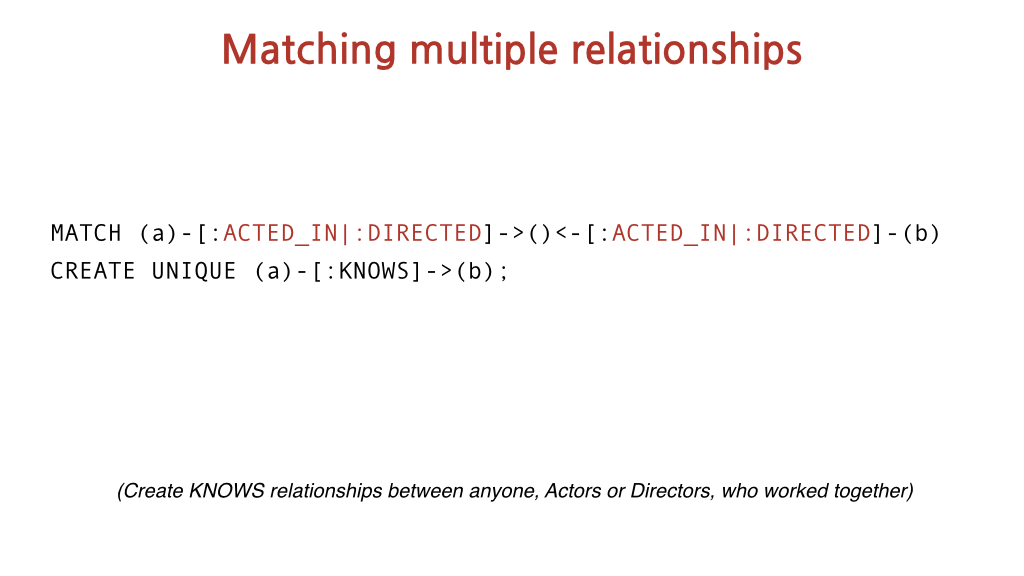 Matching multiple relationships
MATCH (a)-[:ACTED_IN|:DIRECTED]->()<-[:ACTED_IN|:DIRECTED]-(b)
CREATE UNIQUE (a)-[:KNOWS]->(b);
(Create KNOWS relationships between anyone, Actors or Directors, who worked together)